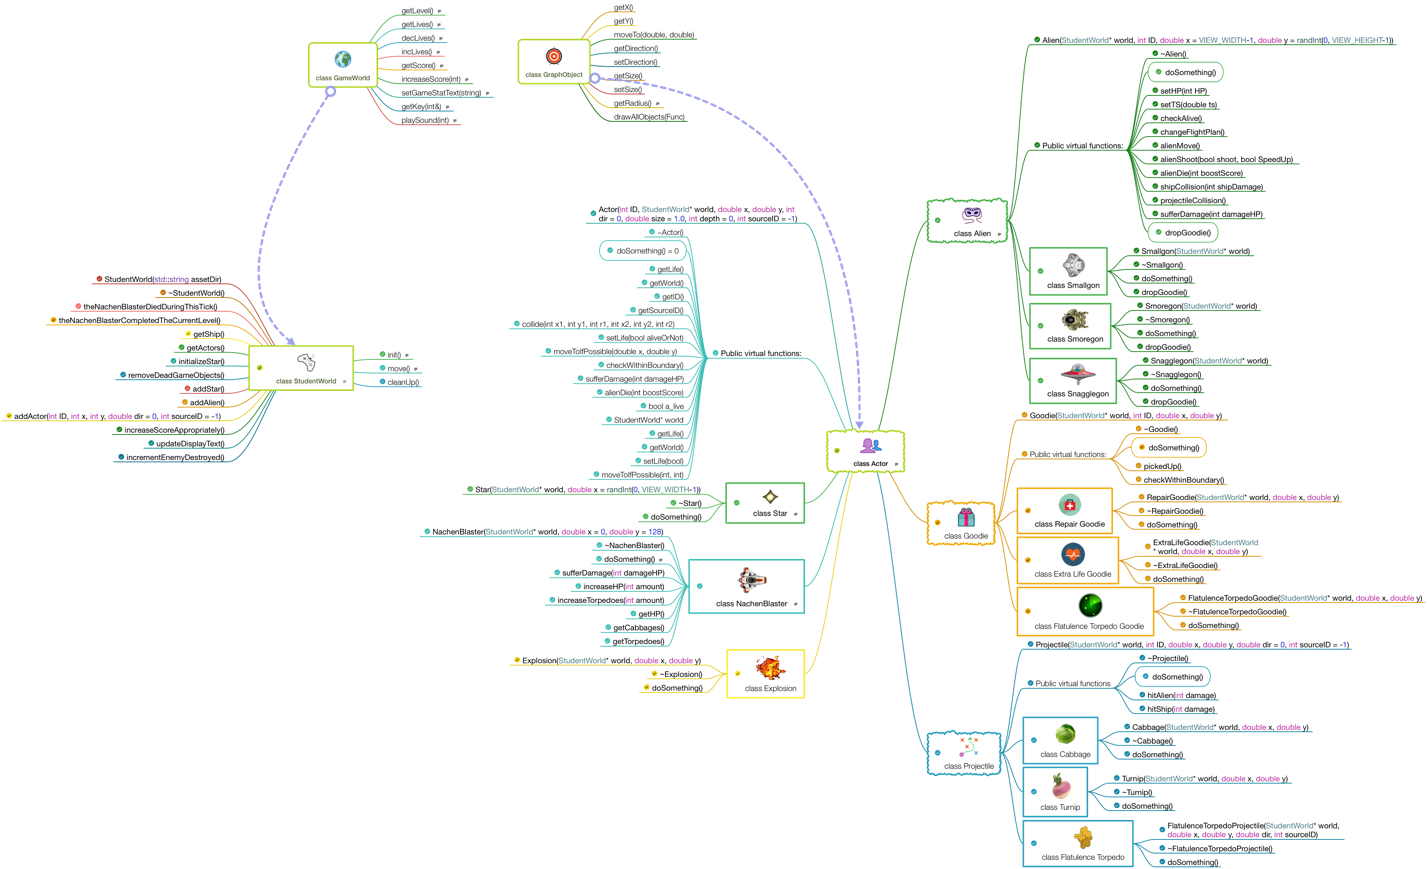 getLevel()
getLives()
decLives()
incLives()
getScore()
increaseScore(int)
setGameStatText(string)
getKey(int&)
playSound(int)
class GameWorld
getX()
getY()
moveTo(double, double)
getDirection()
setDirection()
getSize()
setSize()
getRadius()
drawAllObjects(Func)
class GraphObject
StudentWorld(std::string assetDir)
~StudentWorld()
theNachenBlasterDiedDuringThisTick()
theNachenBlasterCompletedTheCurrentLevel()
getShip()
getActors()
initializeStar()
removeDeadGameObjects()
addStar()
addAlien()
addActor(int ID, int x, int y, double dir = 0, int sourceID = -1)
increaseScoreAppropriately()
updateDisplayText()
incrementEnemyDestroyed()
class StudentWorld
init()
move()
cleanUp()
Actor(int ID, StudentWorld* world, double x, double y, int
dir = 0, double size = 1.0, int depth = 0, int sourceID = -1)
~Actor()
doSomething() = 0
getLife()
getWorld()
getID()
getSourceID()
collide(int x1, int y1, int r1, int x2, int y2, int r2)
setLife(bool aliveOrNot)
moveToIfPossible(double x, double y)
checkWithinBoundary()
sufferDamage(int damageHP)
alienDie(int boostScore)
bool a_live
StudentWorld* world
getLife()
getWorld()
setLife(bool)
moveToIfPossible(int, int)
Public virtual functions:
class Actor
Star(StudentWorld* world, double x = randInt(0, VIEW_WIDTH-1))
~Star()
doSomething()
class Star
NachenBlaster(StudentWorld* world, double x = 0, double y = 128)
~NachenBlaster()
doSomething()
sufferDamage(int damageHP)
increaseHP(int amount)
increaseTorpedoes(int amount)
getHP()
getCabbages()
getTorpedoes()
class NachenBlaster
Explosion(StudentWorld* world, double x, double y)
~Explosion()
doSomething()
class Explosion
Alien(StudentWorld* world, int ID, double x = VIEW_WIDTH-1, double y = randInt(0, VIEW_HEIGHT-1))
Public virtual functions:
~Alien()
doSomething()
setHP(int HP)
setTS(double ts)
checkAlive()
changeFlightPlan()
alienMove()
alienShoot(bool shoot, bool SpeedUp)
alienDie(int boostScore)
shipCollision(int shipDamage)
projectileCollision()
sufferDamage(int damageHP)
dropGoodie()
class Alien
class Smallgon
Smallgon(StudentWorld* world)
~Smallgon()
doSomething()
dropGoodie()
class Smoregon
Smoregon(StudentWorld* world)
~Smoregon()
doSomething()
dropGoodie()
class Snagglegon
Snagglegon(StudentWorld* world)
~Snagglegon()
doSomething()
dropGoodie()
Goodie(StudentWorld* world, int ID, double x, double y)
Public virtual functions:
~Goodie()
doSomething()
pickedUp()
checkWithinBoundary()
class Goodie
class Repair Goodie
RepairGoodie(StudentWorld* world, double x, double y)
~RepairGoodie()
doSomething()
class Extra Life Goodie
ExtraLifeGoodie(StudentWorld
* world, double x, double y)
~ExtraLifeGoodie()
doSomething()
class Flatulence Torpedo Goodie
FlatulenceTorpedoGoodie(StudentWorld* world, double x, double y)
~FlatulenceTorpedoGoodie()
doSomething()
Projectile(StudentWorld* world, int ID, double x, double y, double dir = 0, int sourceID = -1)
Public virtual functions
~Projectile()
doSomething()
hitAlien(int damage)
hitShip(int damage)
class Projectile
class Cabbage
Cabbage(StudentWorld* world, double x, double y)
~Cabbage()
doSomething()
class Turnip
Turnip(StudentWorld* world, double x, double y)
~Turnip()
doSomething()
class Flatulence Torpedo
FlatulenceTorpedoProjectile(StudentWorld* world,
double x, double y, double dir, int sourceID)
~FlatulenceTorpedoProjectile()
doSomething()